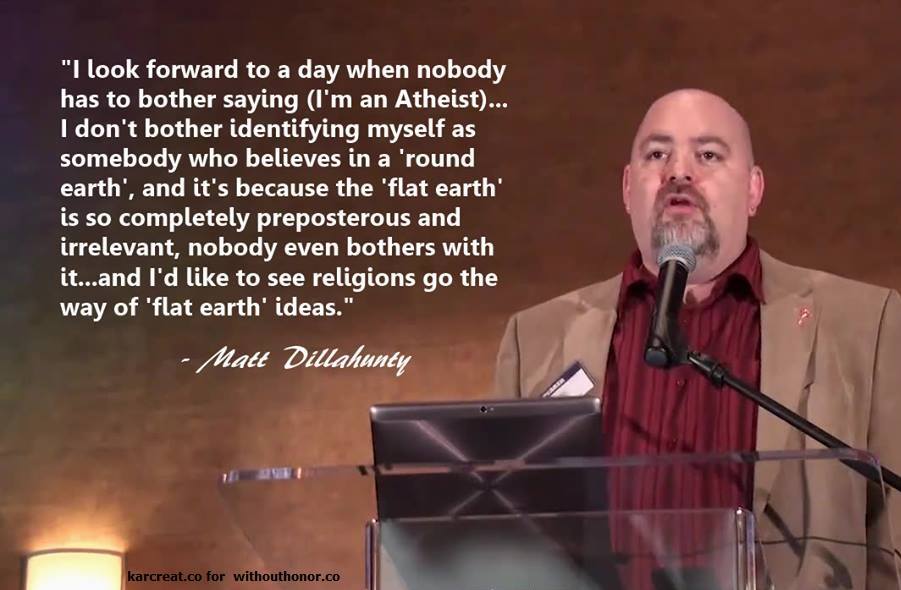 "I look forward to a day when nobody
has to bother saying (I'm an Atheist)...
I don't bother identifying myself as
somebody who believes in a 'round
earth', and it's because the 'flat earth'
is so completely preposterous and
irrelevant, nobody even bothers with
it...and I'd like to see religions go the
way of 'flat earth' ideas."
- Matt Dillahunty
karcreat.co for withouthonor.co